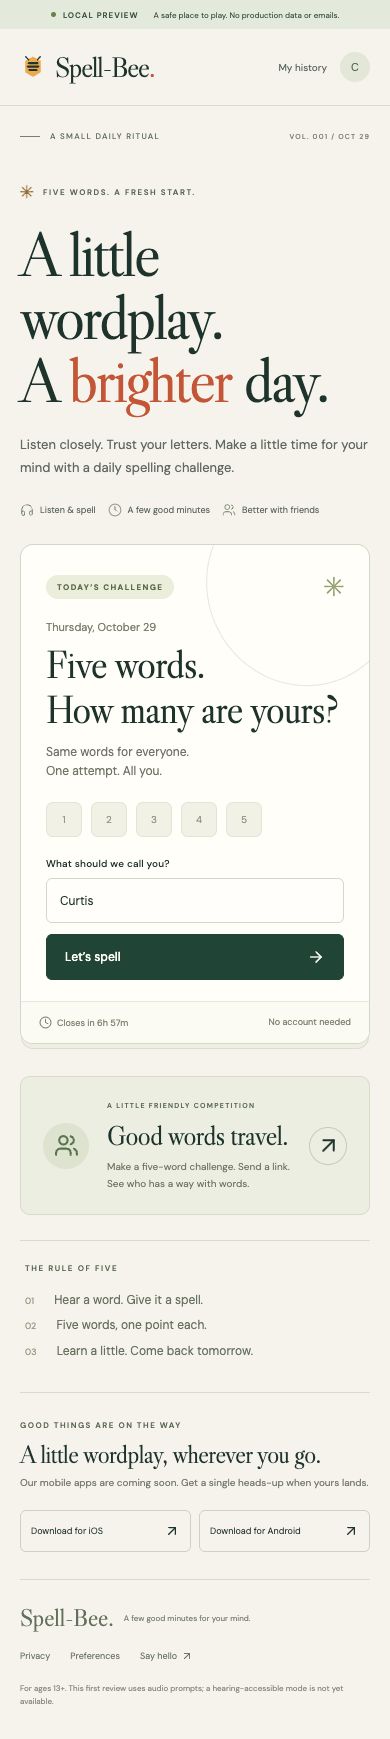 LOCAL PREVIEW A safe place to play. No production data or emails.
Spell-Bee.
My history
C
A SMALL DAILY RITUAL
VOL. 001 / OCT 29
FIVE WORDS. A FRESH START.
A little
wordplay.
A brighter day.
Listen closely. Trust your letters. Make a little time for your
mind with a daily spelling challenge.
Listen & spell
A few good minutes
Better with friends
TODAY'S CHALLENGE
Thursday, October 29
Five words.
How many are yours?
Same words for everyone.
One attempt. All you.
1 2 3 4 5
What should we call you?
Curtis
Let's spell
Closes in 6h 57m
No account needed
A LITTLE FRIENDLY COMPETITION
Good words travel.
Make a five-word challenge. Send a link.
See who has a way with words.
THE RULE OF FIVE
01 Hear a word. Give it a spell.
02 Five words, one point each.
03 Learn a little. Come back tomorrow.
GOOD THINGS ARE ON THE WAY
A little wordplay, wherever you go.
Our mobile apps are coming soon. Get a single heads-up when yours lands.
Download for iOS
Download for Android
Spell-Bee. A few good minutes for your mind.
Privacy Preferences Say hello
For ages 13+. This first review uses audio prompts; a hearing-accessible mode is not yet
available.